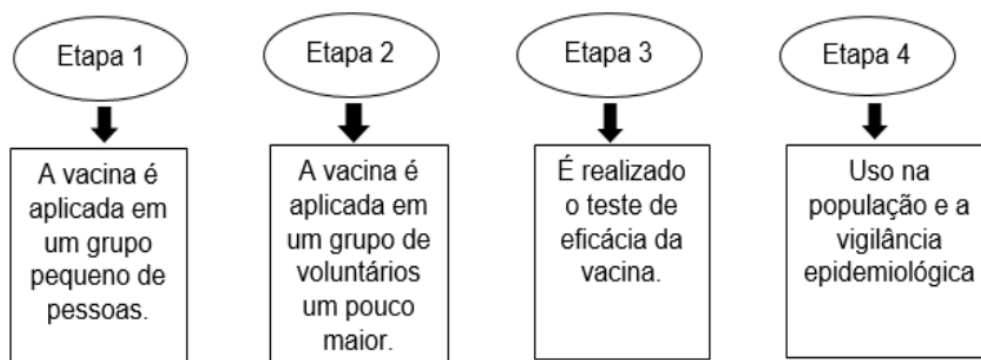 Etapa 1
A vacina é
aplicada em
um grupo
pequeno de
pessoas.
Etapa 2
A vacina é
aplicada em
um grupo de
voluntários
um pouco
maior.
Etapa 3
É realizado
o teste de
eficácia da
vacina.
Etapa 4
Uso na
população e a
vigilância
epidemiológica